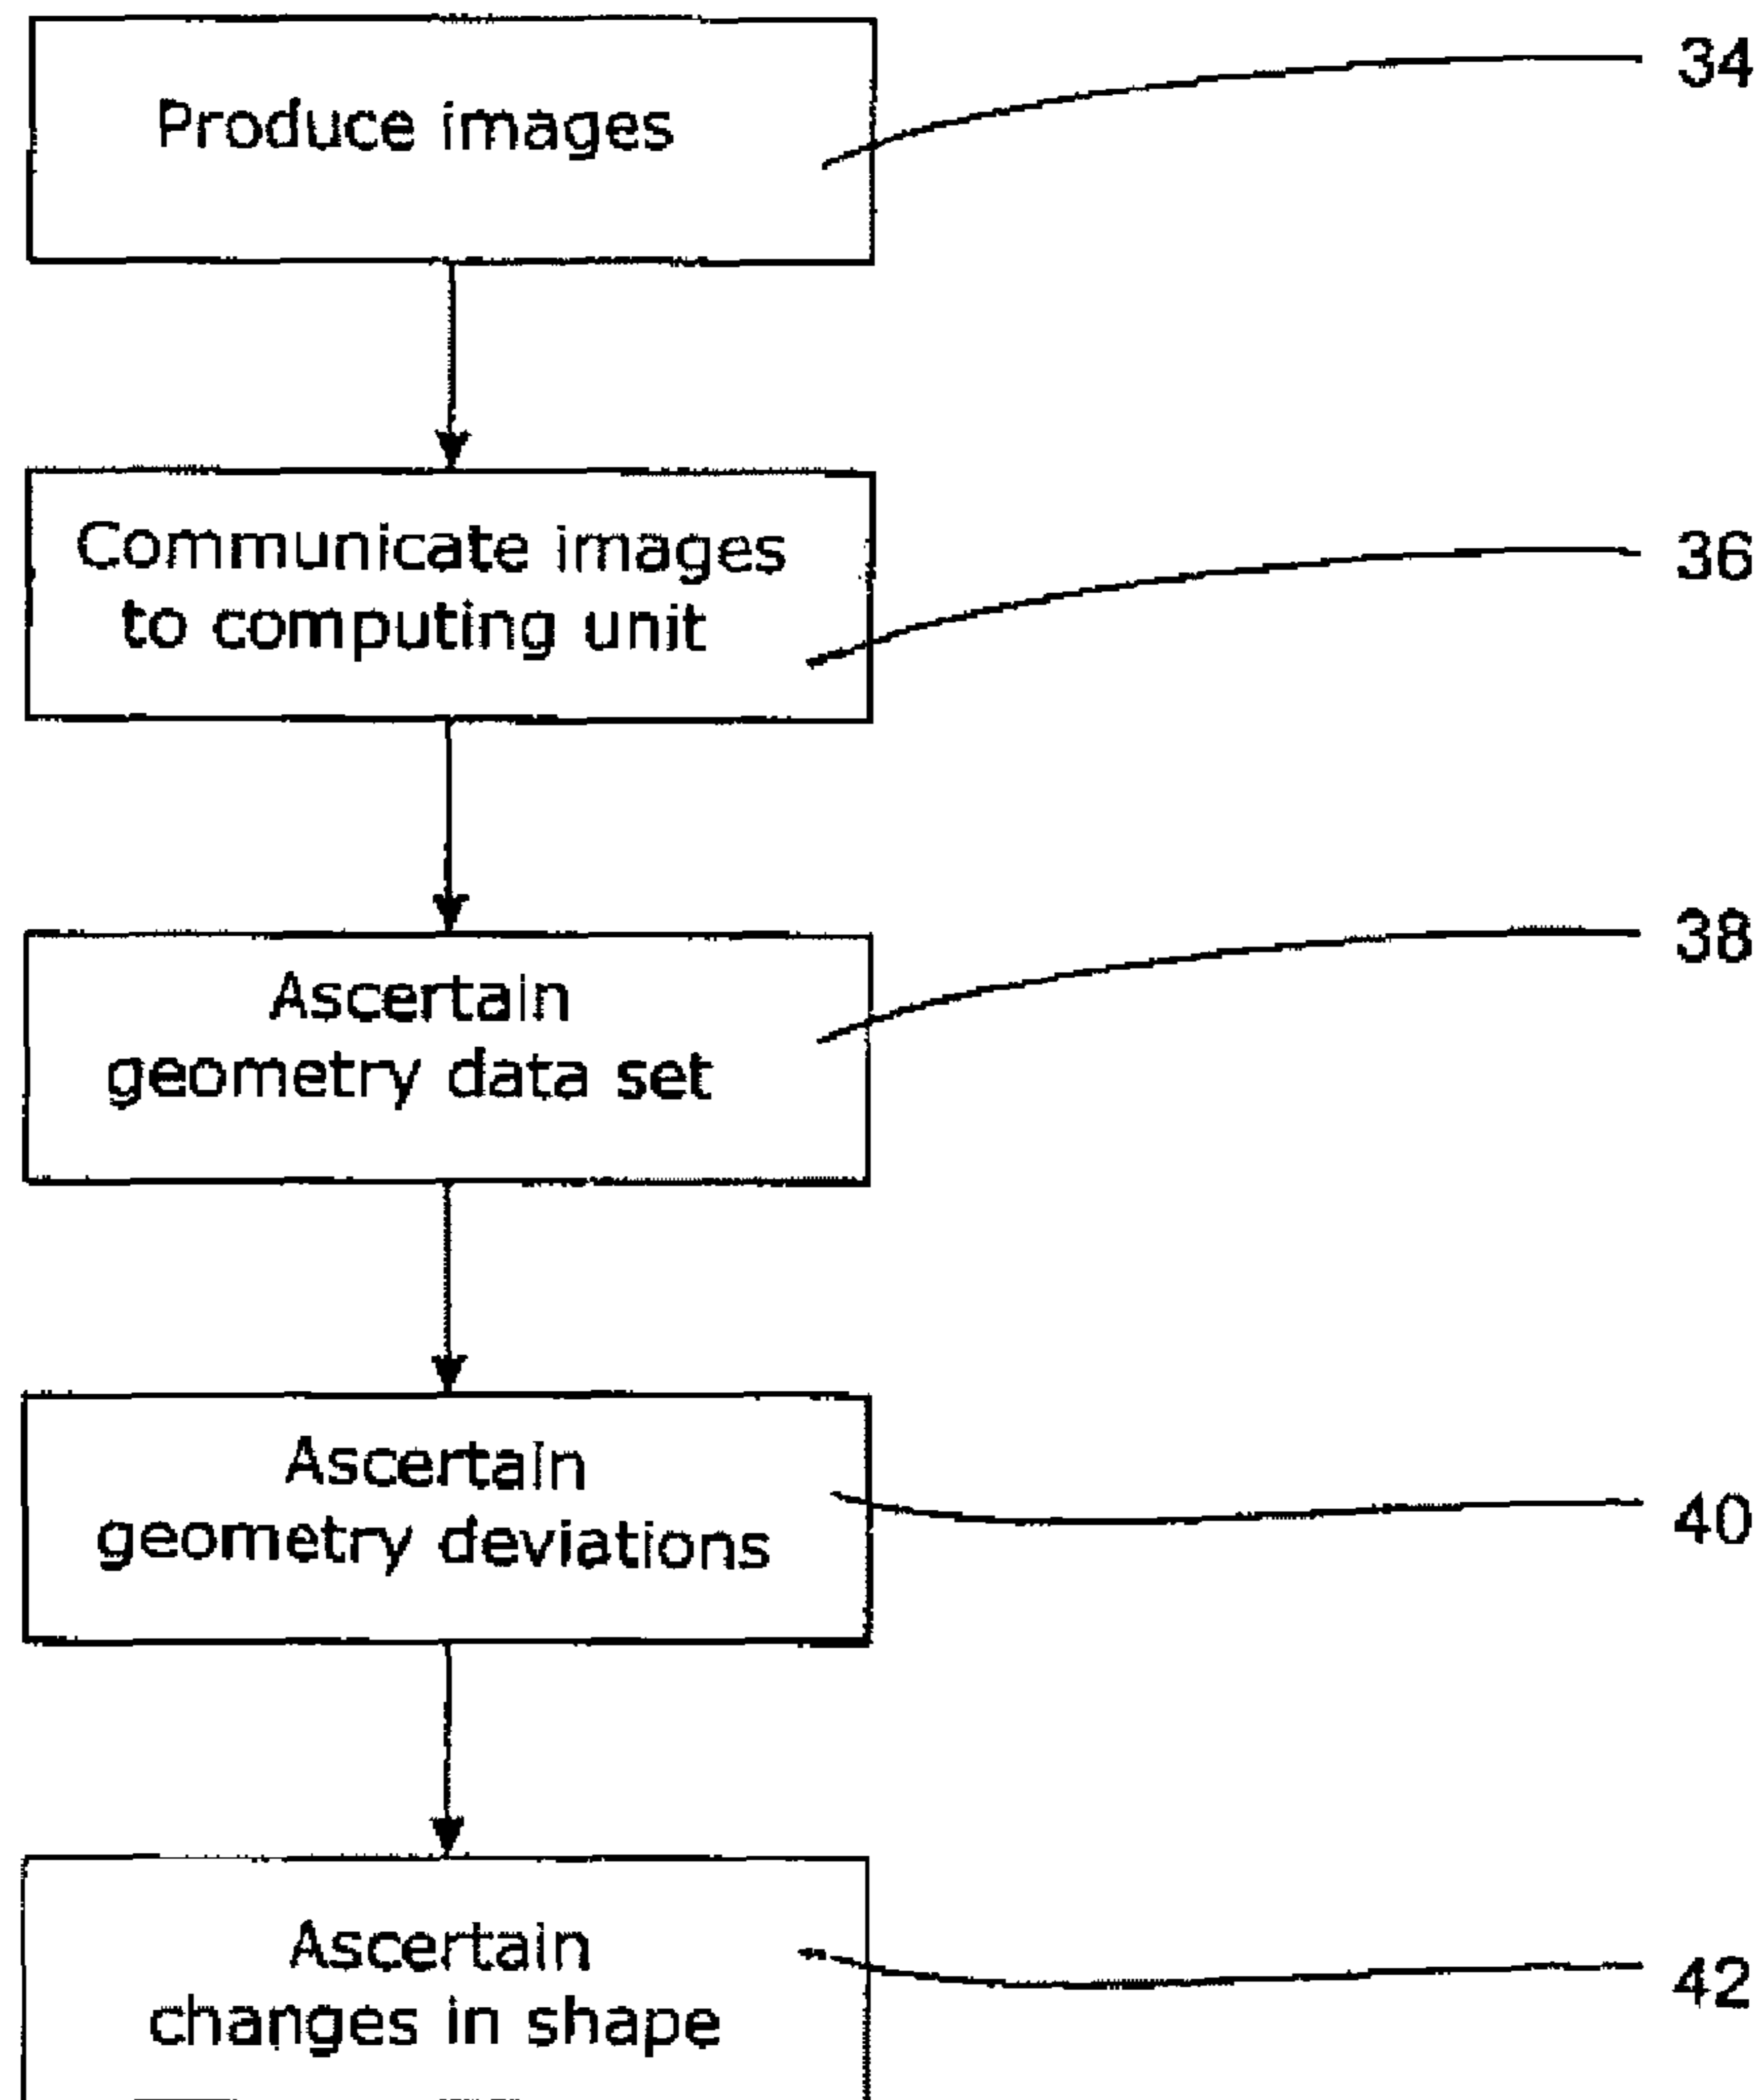 Produce images
34
Communicate images
to computing unit
36
Ascertain
geometry data set
38
Ascertain
geometry deviations
40
Ascertain
changes in shape
42